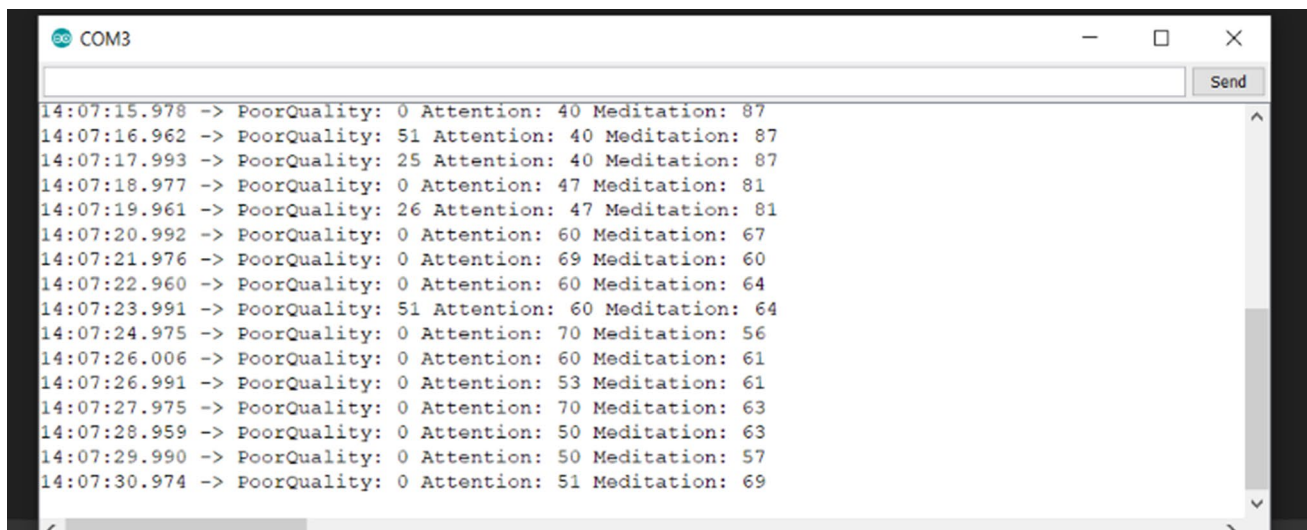 COM3
Send
14:07:15.978 -> PoorQuality: 0 Attention: 40 Meditation: 87
14:07:16.962 -> PoorQuality: 51 Attention: 40 Meditation: 87
14:07:17.993 -> PoorQuality: 25 Attention: 40 Meditation: 87
14:07:18.977 -> PoorQuality: 0 Attention: 47 Meditation: 81
14:07:19.961 -> PoorQuality: 26 Attention: 47 Meditation: 81
14:07:20.992 -> PoorQuality: 0 Attention: 60 Meditation: 67
14:07:21.976 -> PoorQuality: 0 Attention: 69 Meditation: 60
14:07:22.960 -> PoorQuality: 0 Attention: 60 Meditation: 64
14:07:23.991 -> PoorQuality: 51 Attention: 60 Meditation: 64
14:07:24.975 -> PoorQuality: 0 Attention: 70 Meditation: 56
14:07:26.006 -> PoorQuality: 0 Attention: 60 Meditation: 61
14:07:26.991 -> PoorQuality: 0 Attention: 53 Meditation: 61
14:07:27.975 -> PoorQuality: 0 Attention: 70 Meditation: 63
14:07:28.959 -> PoorQuality: 0 Attention: 50 Meditation: 63
14:07:29.990 -> PoorQuality: 0 Attention: 50 Meditation: 57
14:07:30.974 -> PoorQuality: 0 Attention: 51 Meditation: 69